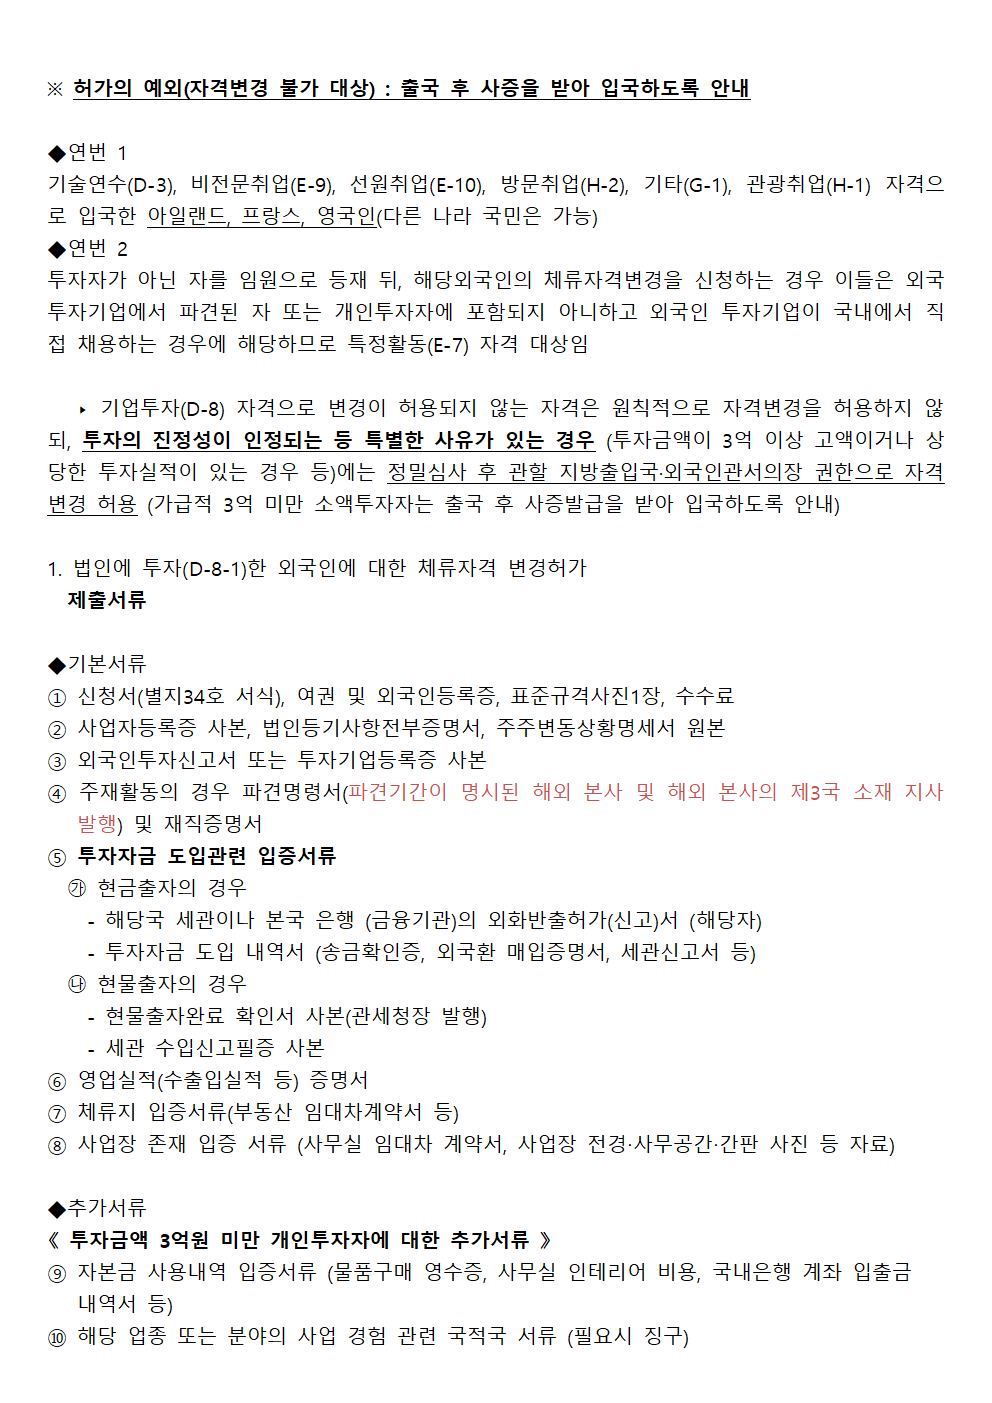 ※ 허가의 예외(자격변경 불가 대상) : 출국 후 사증을 받아 입국하도록 안내
◆연번 1
기술연수(D-3), 비전문취업(E-9), 선원취업(E-10), 방문취업(H-2), 기타(G-1), 관광취업(H-1) 자격으
로 입국한 아일랜드, 프랑스, 영국인(다른 나라 국민은 가능)
◆연번 2
투자자가 아닌 자를 임원으로 등재 뒤, 해당외국인의 체류자격변경을 신청하는 경우 이들은 외국
투자기업에서 파견된 자 또는 개인투자자에 포함되지 아니하고 외국인 투자기업이 국내에서 직
접 채용하는 경우에 해당하므로 특정활동(E-7) 자격 대상임
▸ 기업투자(D-8) 자격으로 변경이 허용되지 않는 자격은 원칙적으로 자격변경을 허용하지 않
되, 투자의 진정성이 인정되는 등 특별한 사유가 있는 경우 (투자금액이 3억 이상 고액이거나 상
당한 투자실적이 있는 경우 등)에는 정밀심사 후 관할 지방출입국·외국인관서의장 권한으로 자격
변경 허용 (가급적 3억 미만 소액투자자는 출국 후 사증발급을 받아 입국하도록 안내)
1. 법인에 투자(D-8-1)한 외국인에 대한 체류자격 변경허가
제출서류
◆기본서류
① 신청서(별지34호 서식), 여권 및 외국인등록증, 표준규격사진1장, 수수료
② 사업자등록증 사본, 법인등기사항전부증명서, 주주변동상황명세서 원본
③ 외국인투자신고서 또는 투자기업등록증 사본
④ 주재활동의 경우 파견명령서(파견기간이 명시된 해외 본사 및 해외 본사의 제3국 소재 지사
발행) 및 재직증명서
⑤ 투자자금 도입관련 입증서류
㉮ 현금출자의 경우
- 해당국 세관이나 본국 은행 (금융기관)의 외화반출허가(신고)서 (해당자)
- 투자자금 도입 내역서 (송금확인증, 외국환 매입증명서, 세관신고서 등)
㉯ 현물출자의 경우
- 현물출자완료 확인서 사본(관세청장 발행)
- 세관 수입신고필증 사본
⑥ 영업실적(수출입실적 등) 증명서
⑦ 체류지 입증서류(부동산 임대차계약서 등)
⑧ 사업장 존재 입증 서류 (사무실 임대차 계약서, 사업장 전경·사무공간·간판 사진 등 자료)
◆추가서류
《 투자금액 3억원 미만 개인투자자에 대한 추가서류 》
⑨ 자본금 사용내역 입증서류 (물품구매 영수증, 사무실 인테리어 비용, 국내은행 계좌 입출금
내역서 등)
⑩ 해당 업종 또는 분야의 사업 경험 관련 국적국 서류 (필요시 징구)